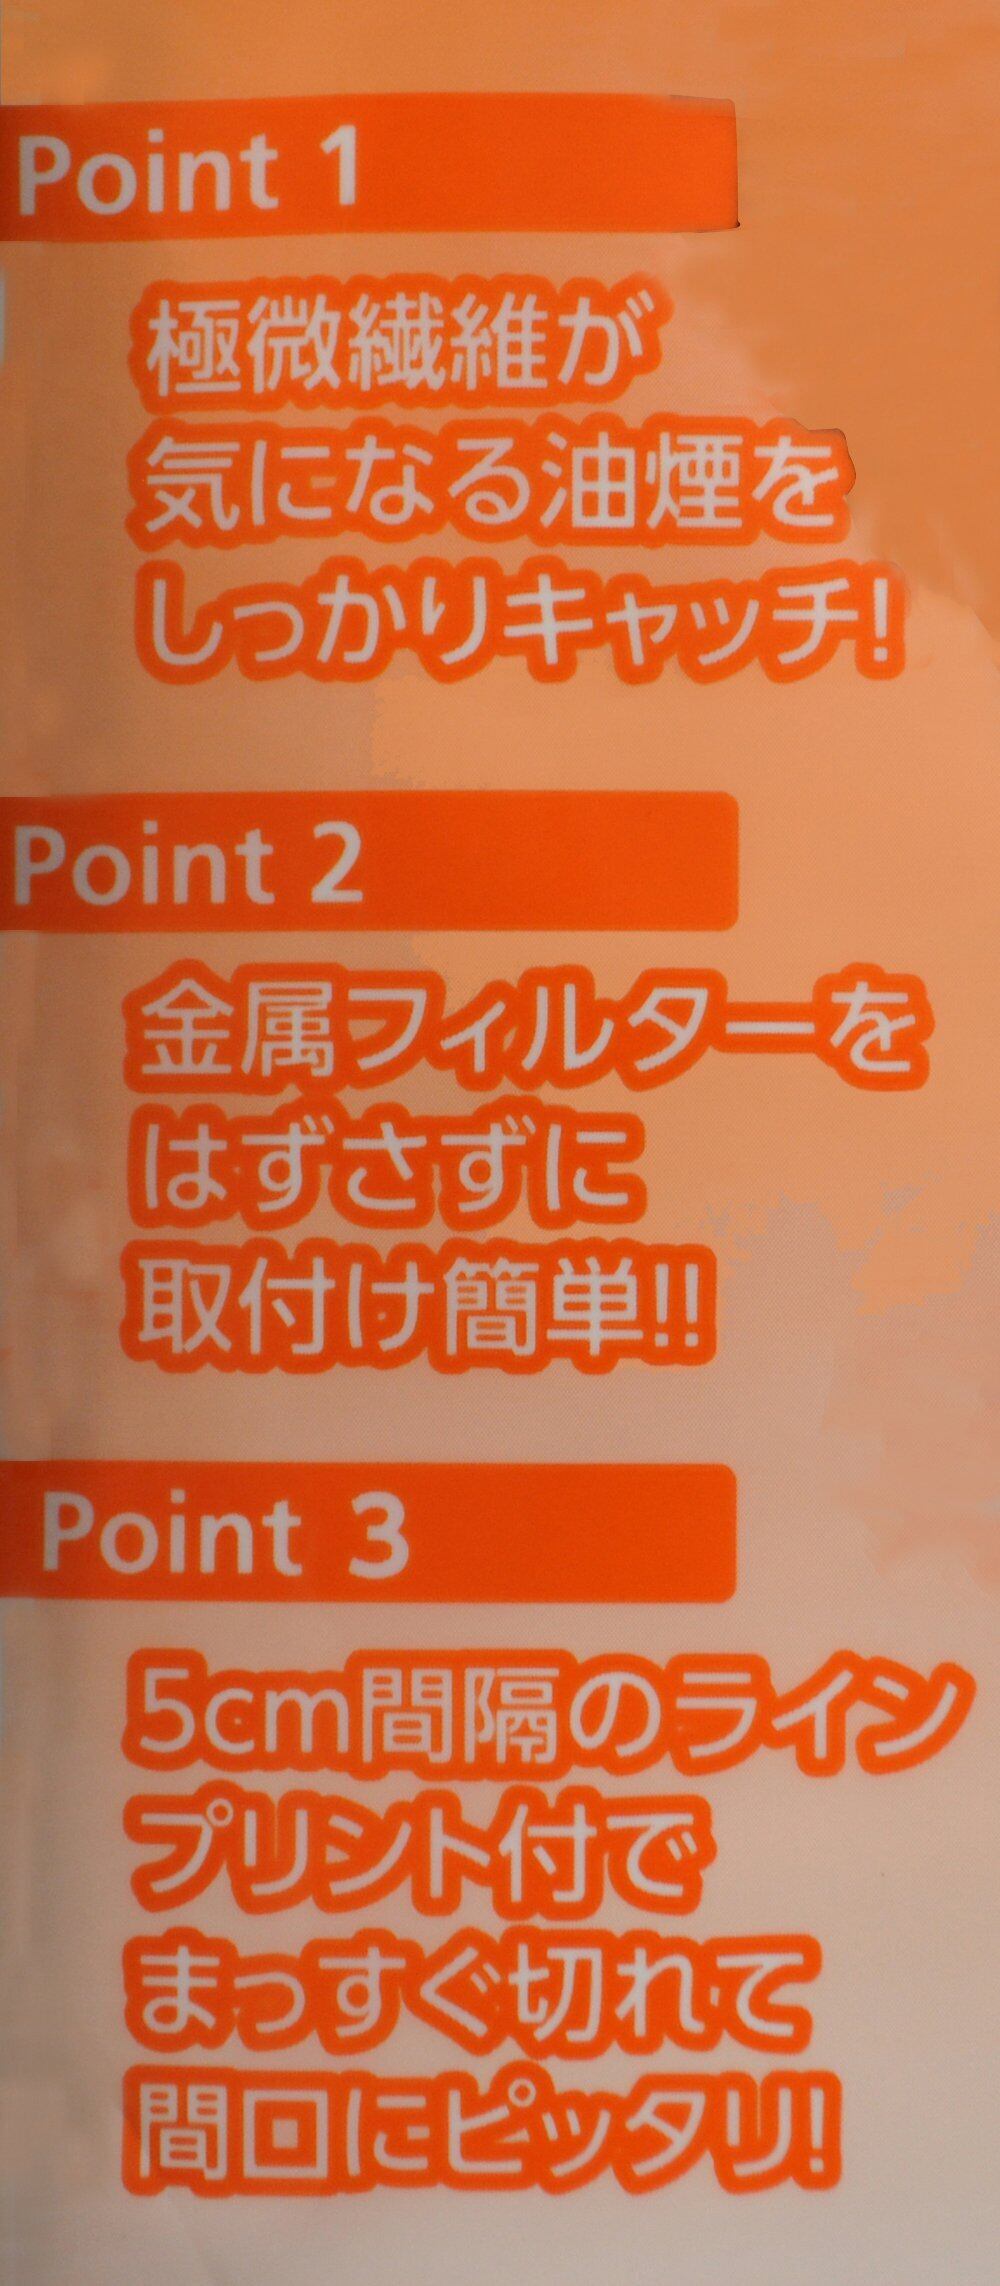 Point 1
極微繊維が
気になる油煙を
しっかりキャッチ!
Point 2
金属フィルターを
はずさずに
取付け簡単!!
Point 3
5cm間隔のライン
プリント付で
まっすぐ切れて
間口にピッタリ!